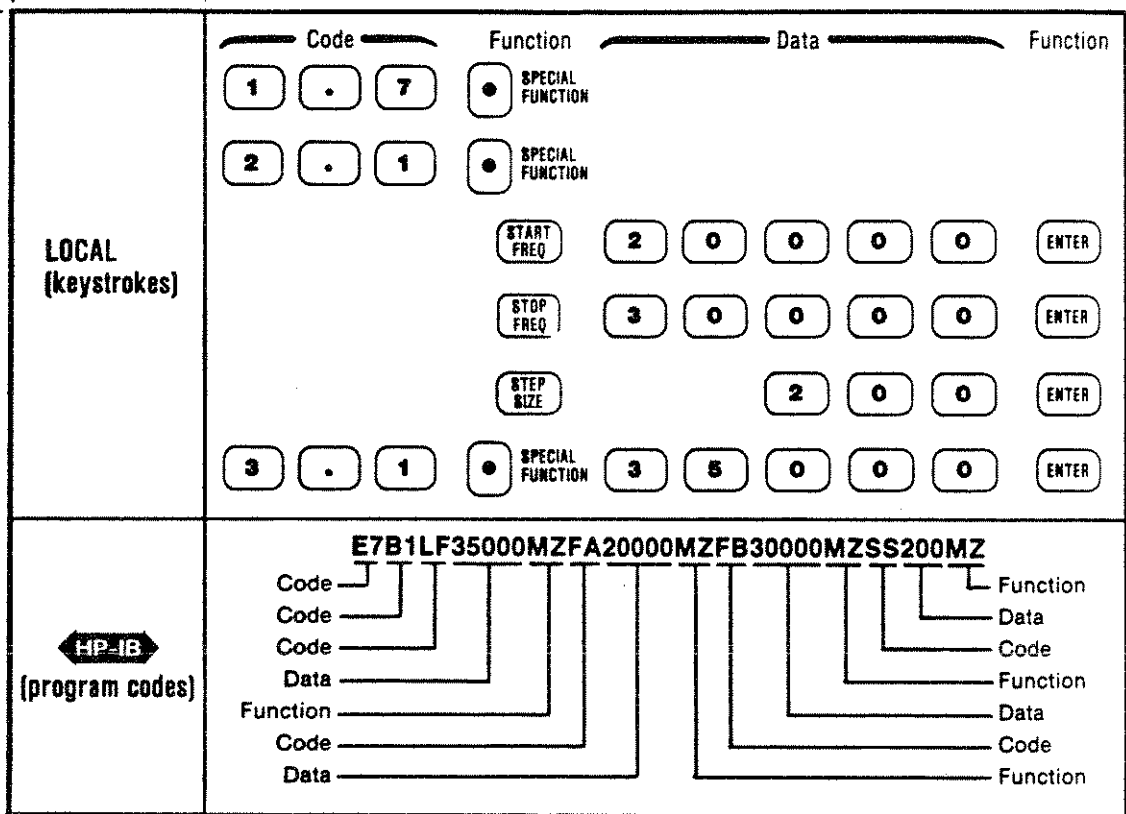 Code Function Data Function
1 . 7 • SPECIAL FUNCTION
2 . 1 • SPECIAL FUNCTION
START FREQ 2 0 0 0 0 ENTER
LOCAL
(keystrokes)
STOP FREQ 3 0 0 0 0 ENTER
STEP SIZE 2 0 0 ENTER
3 . 1 • SPECIAL FUNCTION 3 5 0 0 0 ENTER
E7B1LF35000MZFA20000MZFB30000MZSS200MZ
Code Function
Code Data
Code Code
HP-IB
(program codes)
Data Function
Function Data
Code Code
Data Function